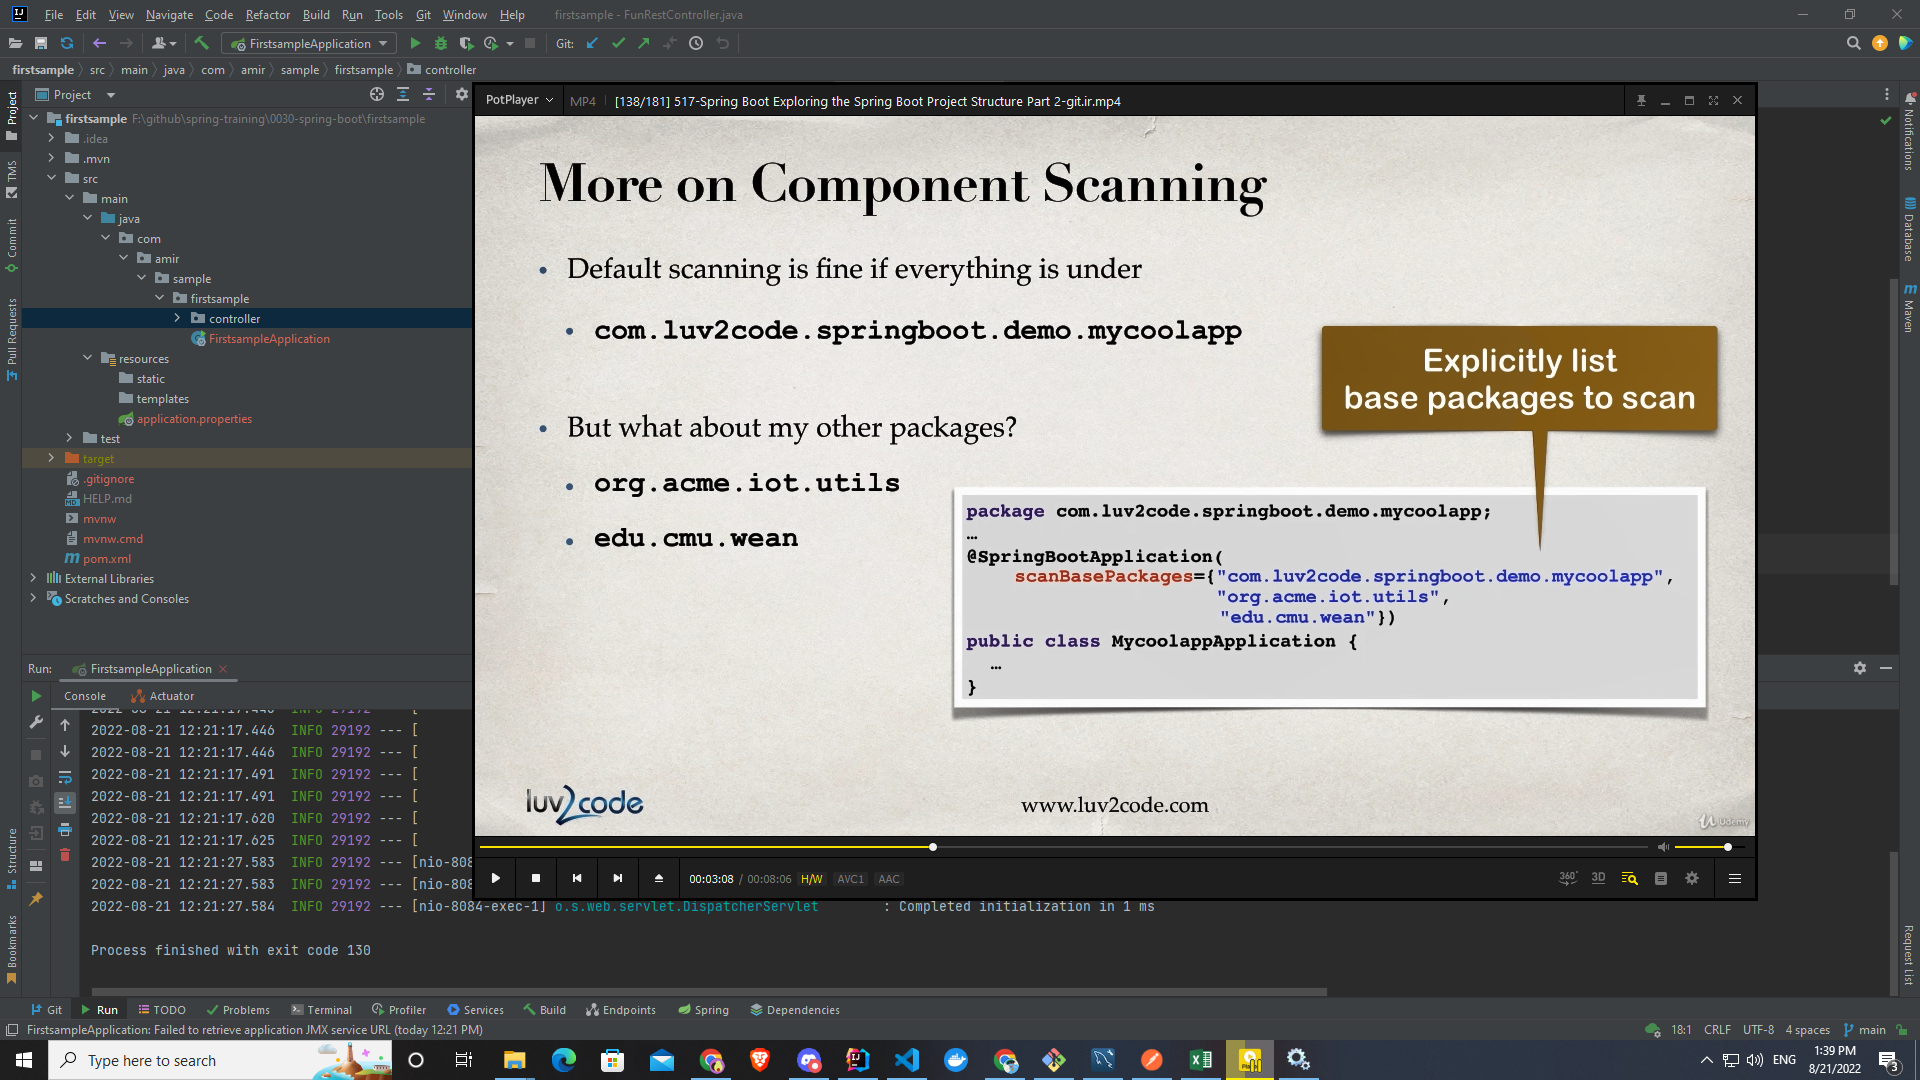 File Edit View Navigate Code Refactor Build Run Tools Git Window Help firstsample - FunRestController.java
FirstsampleApplication Git:
firstsample src main java com amir sample firstsample controller
Project
firstsample F:\github\spring-training\0030-spring-boot\firstsample
.idea
.mvn
src
main
java
com
amir
sample
firstsample
controller
FirstsampleApplication
resources
static
templates
application.properties
test
target
.gitignore
HELP.md
mvnw
mvnw.cmd
pom.xml
External Libraries
Scratches and Consoles
Project
TMS
Commit
Pull Requests
Structure
Bookmarks
Notifications
Database
Maven
Request List
PotPlayer MP4 [138/181] 517-Spring Boot Exploring the Spring Boot Project Structure Part 2-git.ir.mp4
More on Component Scanning
• Default scanning is fine if everything is under
• com.luv2code.springboot.demo.mycoolapp
• But what about my other packages?
• org.acme.iot.utils
• edu.cmu.wean
Explicitly list
base packages to scan
package com.luv2code.springboot.demo.mycoolapp;
…
@SpringBootApplication(
scanBasePackages={"com.luv2code.springboot.demo.mycoolapp",
"org.acme.iot.utils",
"edu.cmu.wean"})
public class MycoolappApplication {
…
}
luv2code
www.luv2code.com
Udemy
00:03:08 / 00:08:06 H/W AVC1 AAC
360° 3D
Run: FirstsampleApplication
Console Actuator
2022-08-21 12:21:17.446 INFO 29192 --- [
2022-08-21 12:21:17.446 INFO 29192 --- [
2022-08-21 12:21:17.491 INFO 29192 --- [
2022-08-21 12:21:17.491 INFO 29192 --- [
2022-08-21 12:21:17.620 INFO 29192 --- [
2022-08-21 12:21:17.625 INFO 29192 --- [
2022-08-21 12:21:27.583 INFO 29192 --- [nio-808
2022-08-21 12:21:27.583 INFO 29192 --- [nio-808
2022-08-21 12:21:27.584 INFO 29192 --- [nio-8084-exec-1] o.s.web.servlet.DispatcherServlet : Completed initialization in 1 ms
Process finished with exit code 130
Git Run TODO Problems Terminal Profiler Services Build Endpoints Spring Dependencies
FirstsampleApplication: Failed to retrieve application JMX service URL (today 12:21 PM) 18:1 CRLF UTF-8 4 spaces main
Type here to search
ENG
1:39 PM
8/21/2022
3